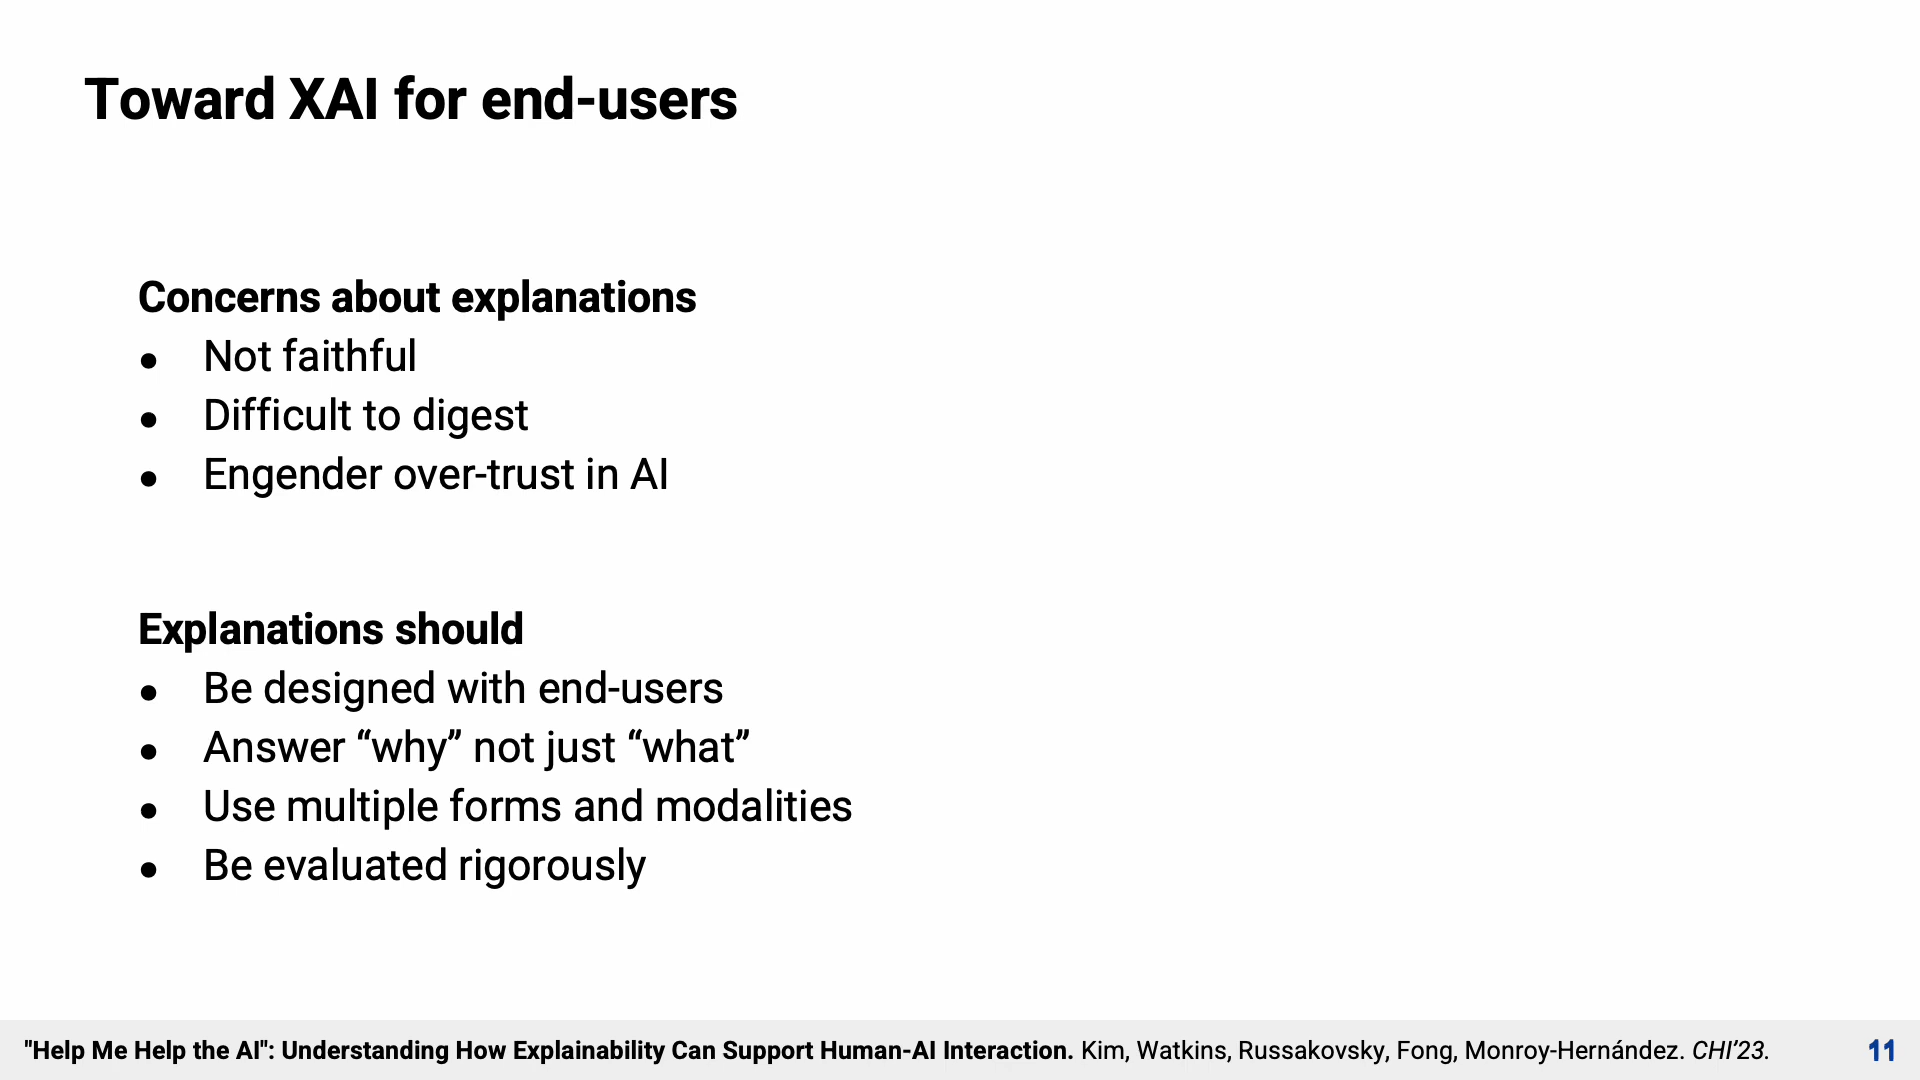 Toward XAI for end-users
Concerns about explanations
● Not faithful
● Difficult to digest
● Engender over-trust in AI
Explanations should
● Be designed with end-users
● Answer “why” not just “what”
● Use multiple forms and modalities
● Be evaluated rigorously
"Help Me Help the AI": Understanding How Explainability Can Support Human-AI Interaction. Kim, Watkins, Russakovsky, Fong, Monroy-Hernández. CHI’23. 11